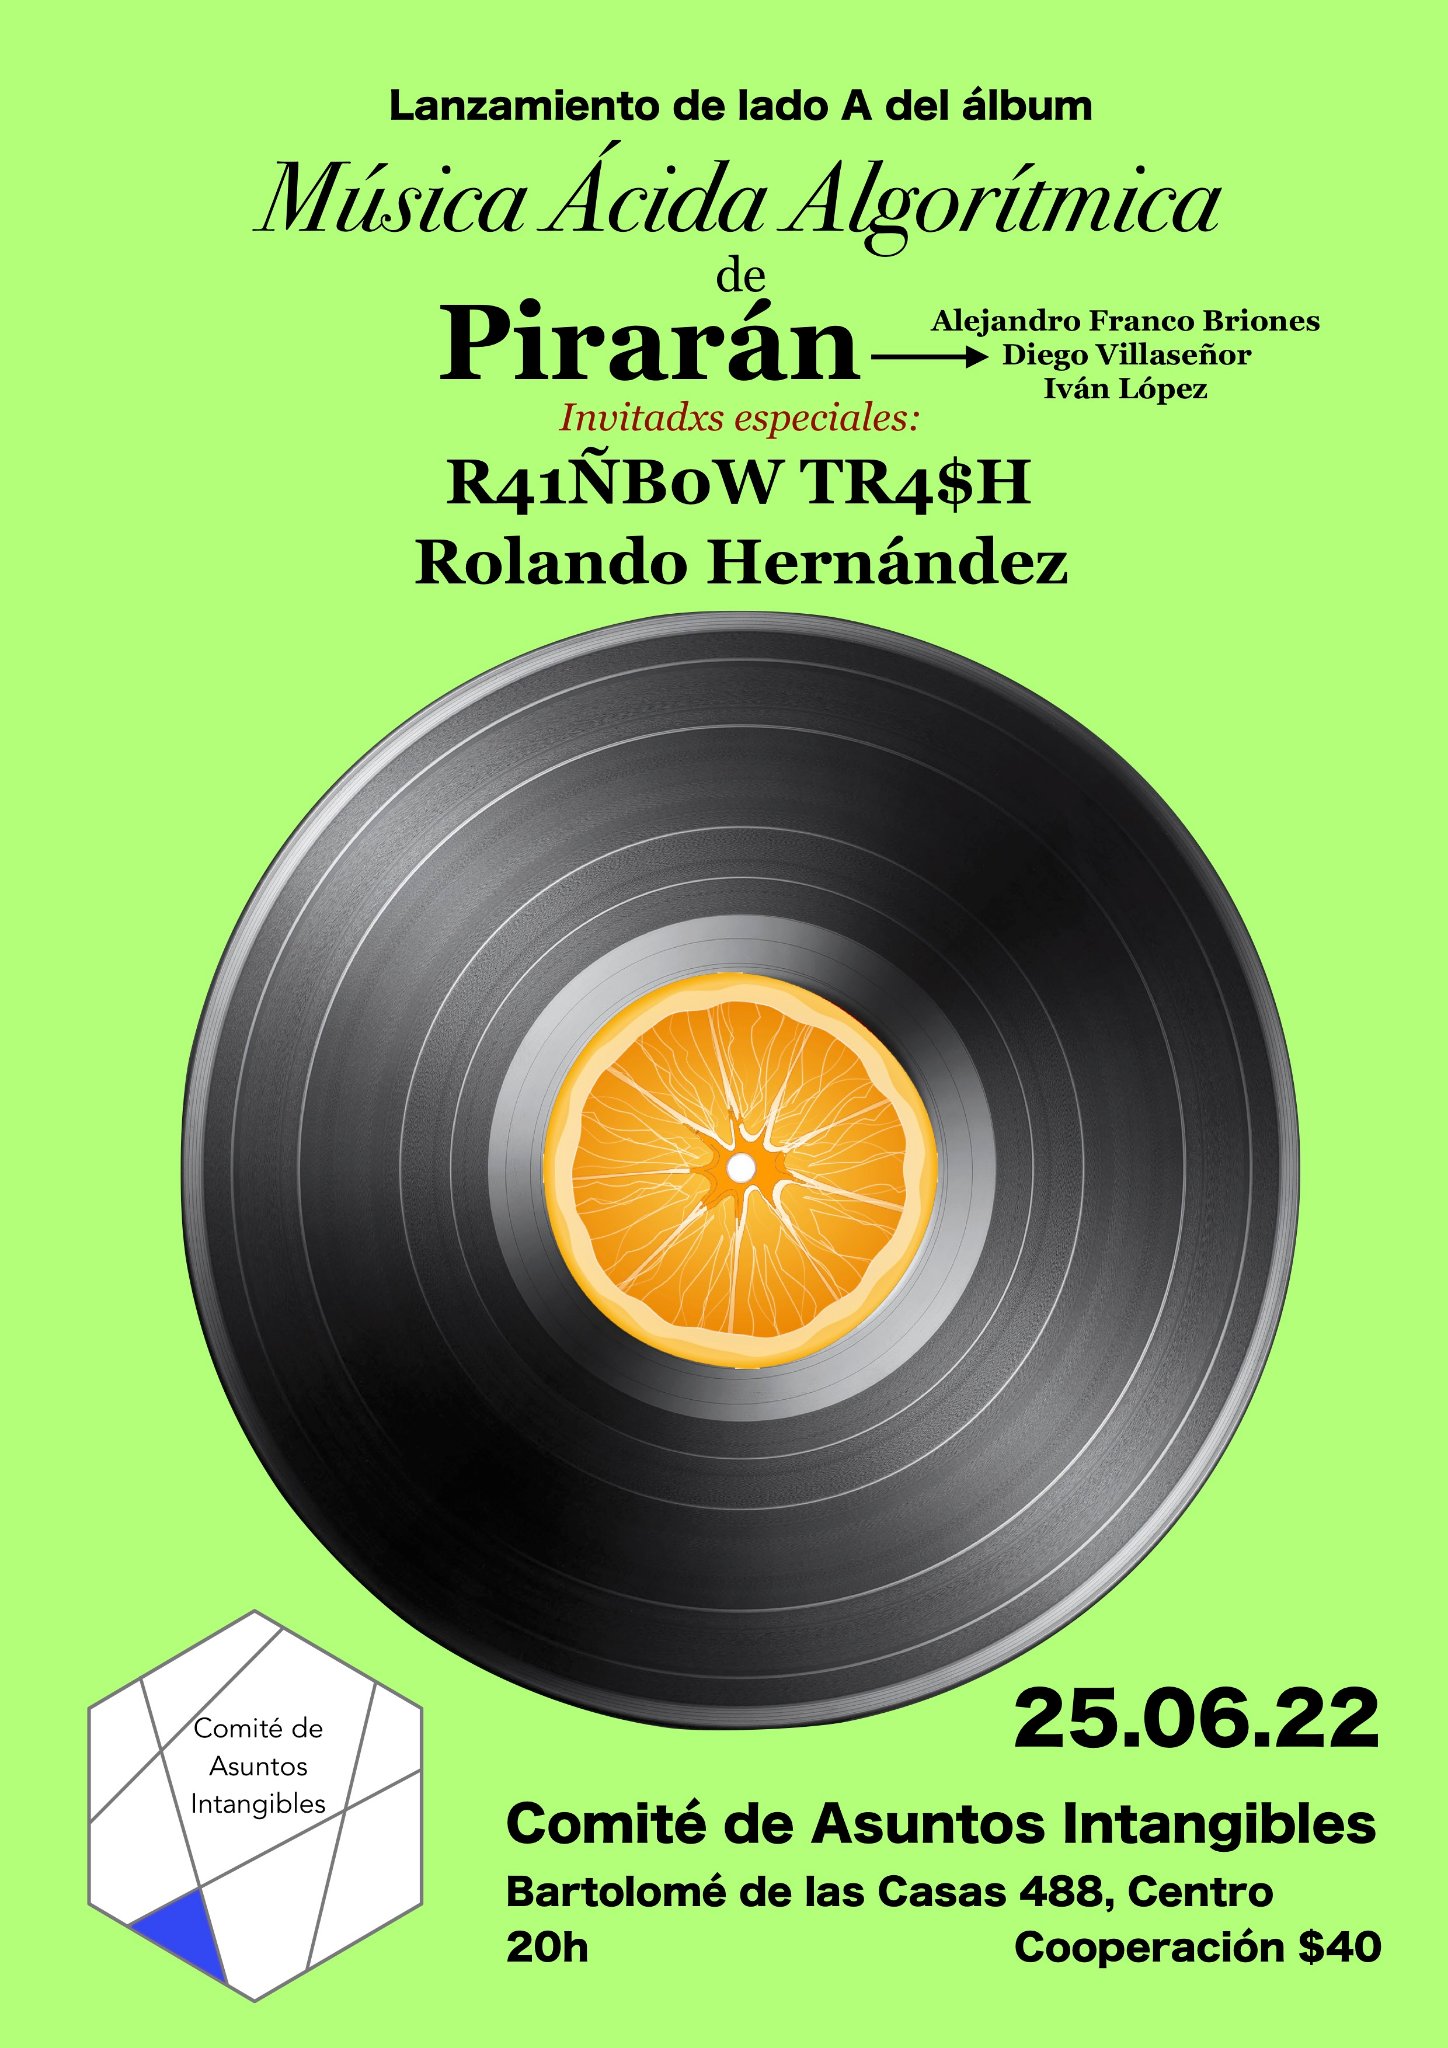 Lanzamiento de lado A del álbum
Música Ácida Algorítmica
de
Pirarán
Alejandro Franco Briones
Diego Villaseñor
Iván López
Invitadxs especiales:
R41ÑB0W TR4$H
Rolando Hernández
Comité de
Asuntos
Intangibles
25.06.22
Comité de Asuntos Intangibles
Bartolomé de las Casas 488, Centro
20h Cooperación $40